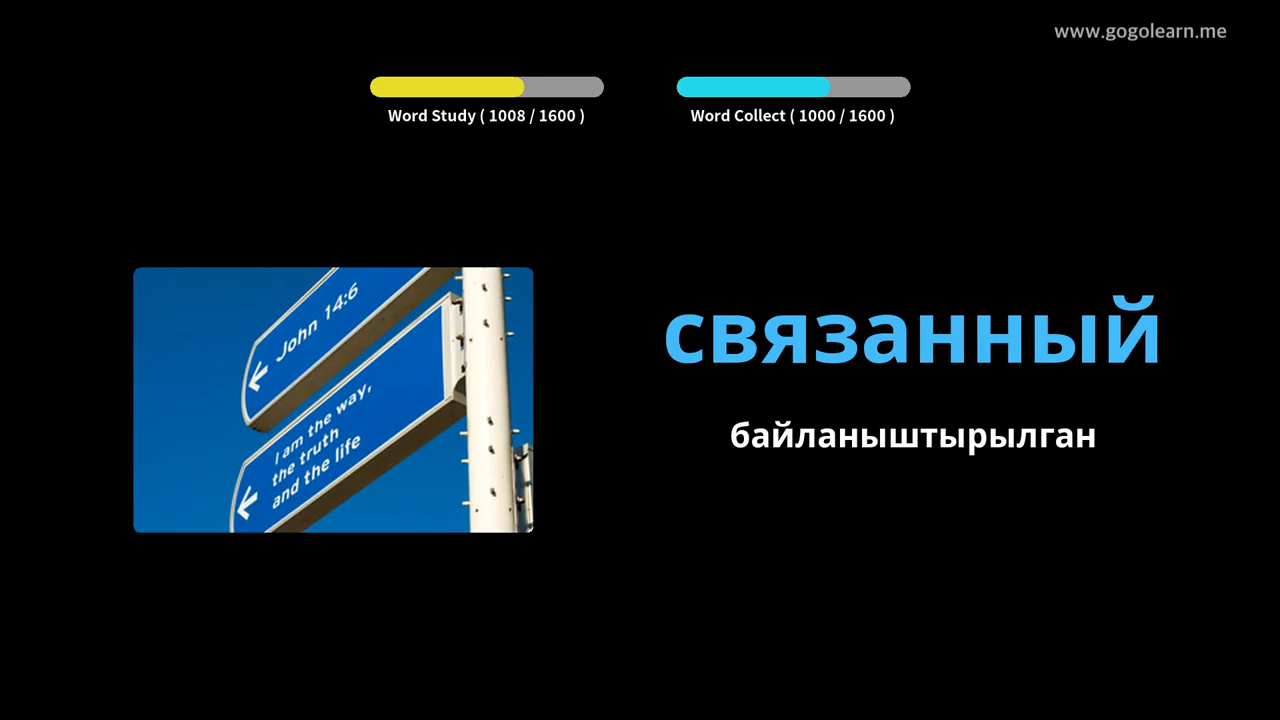 www.gogolearn.me
Word Study ( 1008 / 1600 )
Word Collect ( 1000 / 1600 )
John 14:6
I am the way,
the truth
and the life
связанный
байланыштырылган